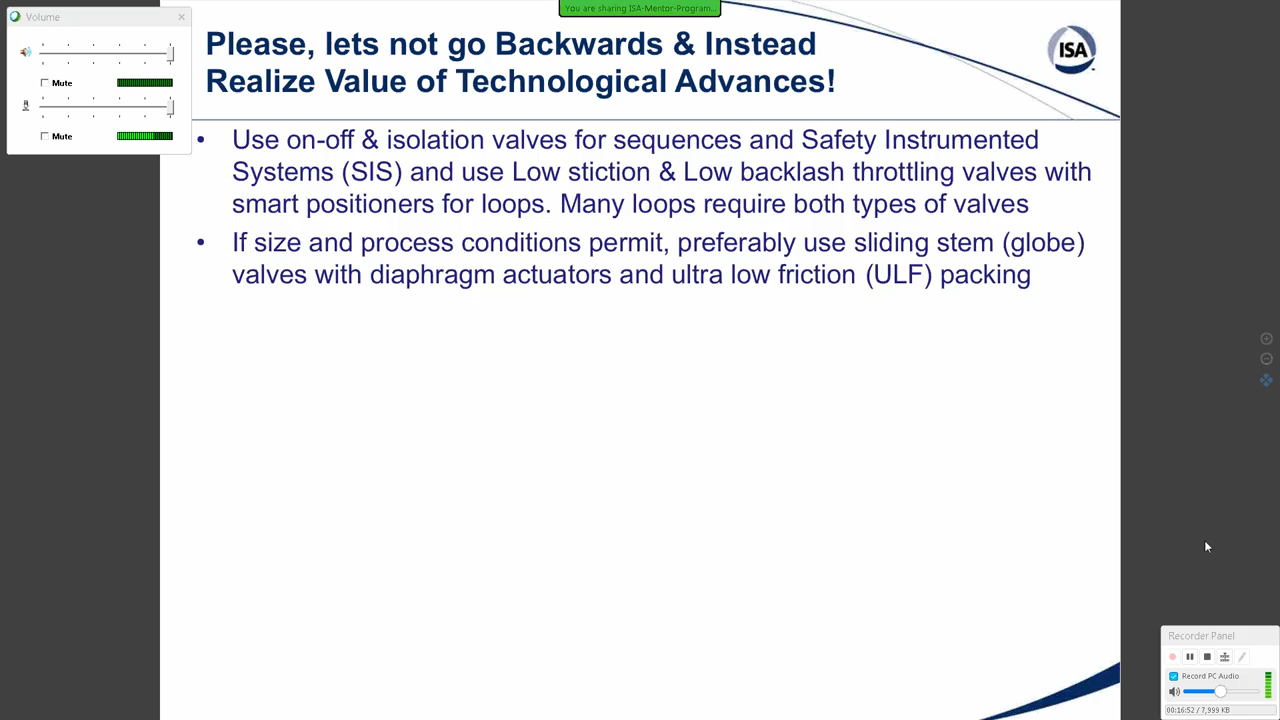 Volume
Mute
Mute
You are sharing ISA-Mentor-Program...
Please, lets not go Backwards & Instead
Realize Value of Technological Advances!
ISA
• Use on-off & isolation valves for sequences and Safety Instrumented
Systems (SIS) and use Low stiction & Low backlash throttling valves with
smart positioners for loops. Many loops require both types of valves
• If size and process conditions permit, preferably use sliding stem (globe)
valves with diaphragm actuators and ultra low friction (ULF) packing
Recorder Panel
Record PC Audio
00:16:52 / 7,999 KB